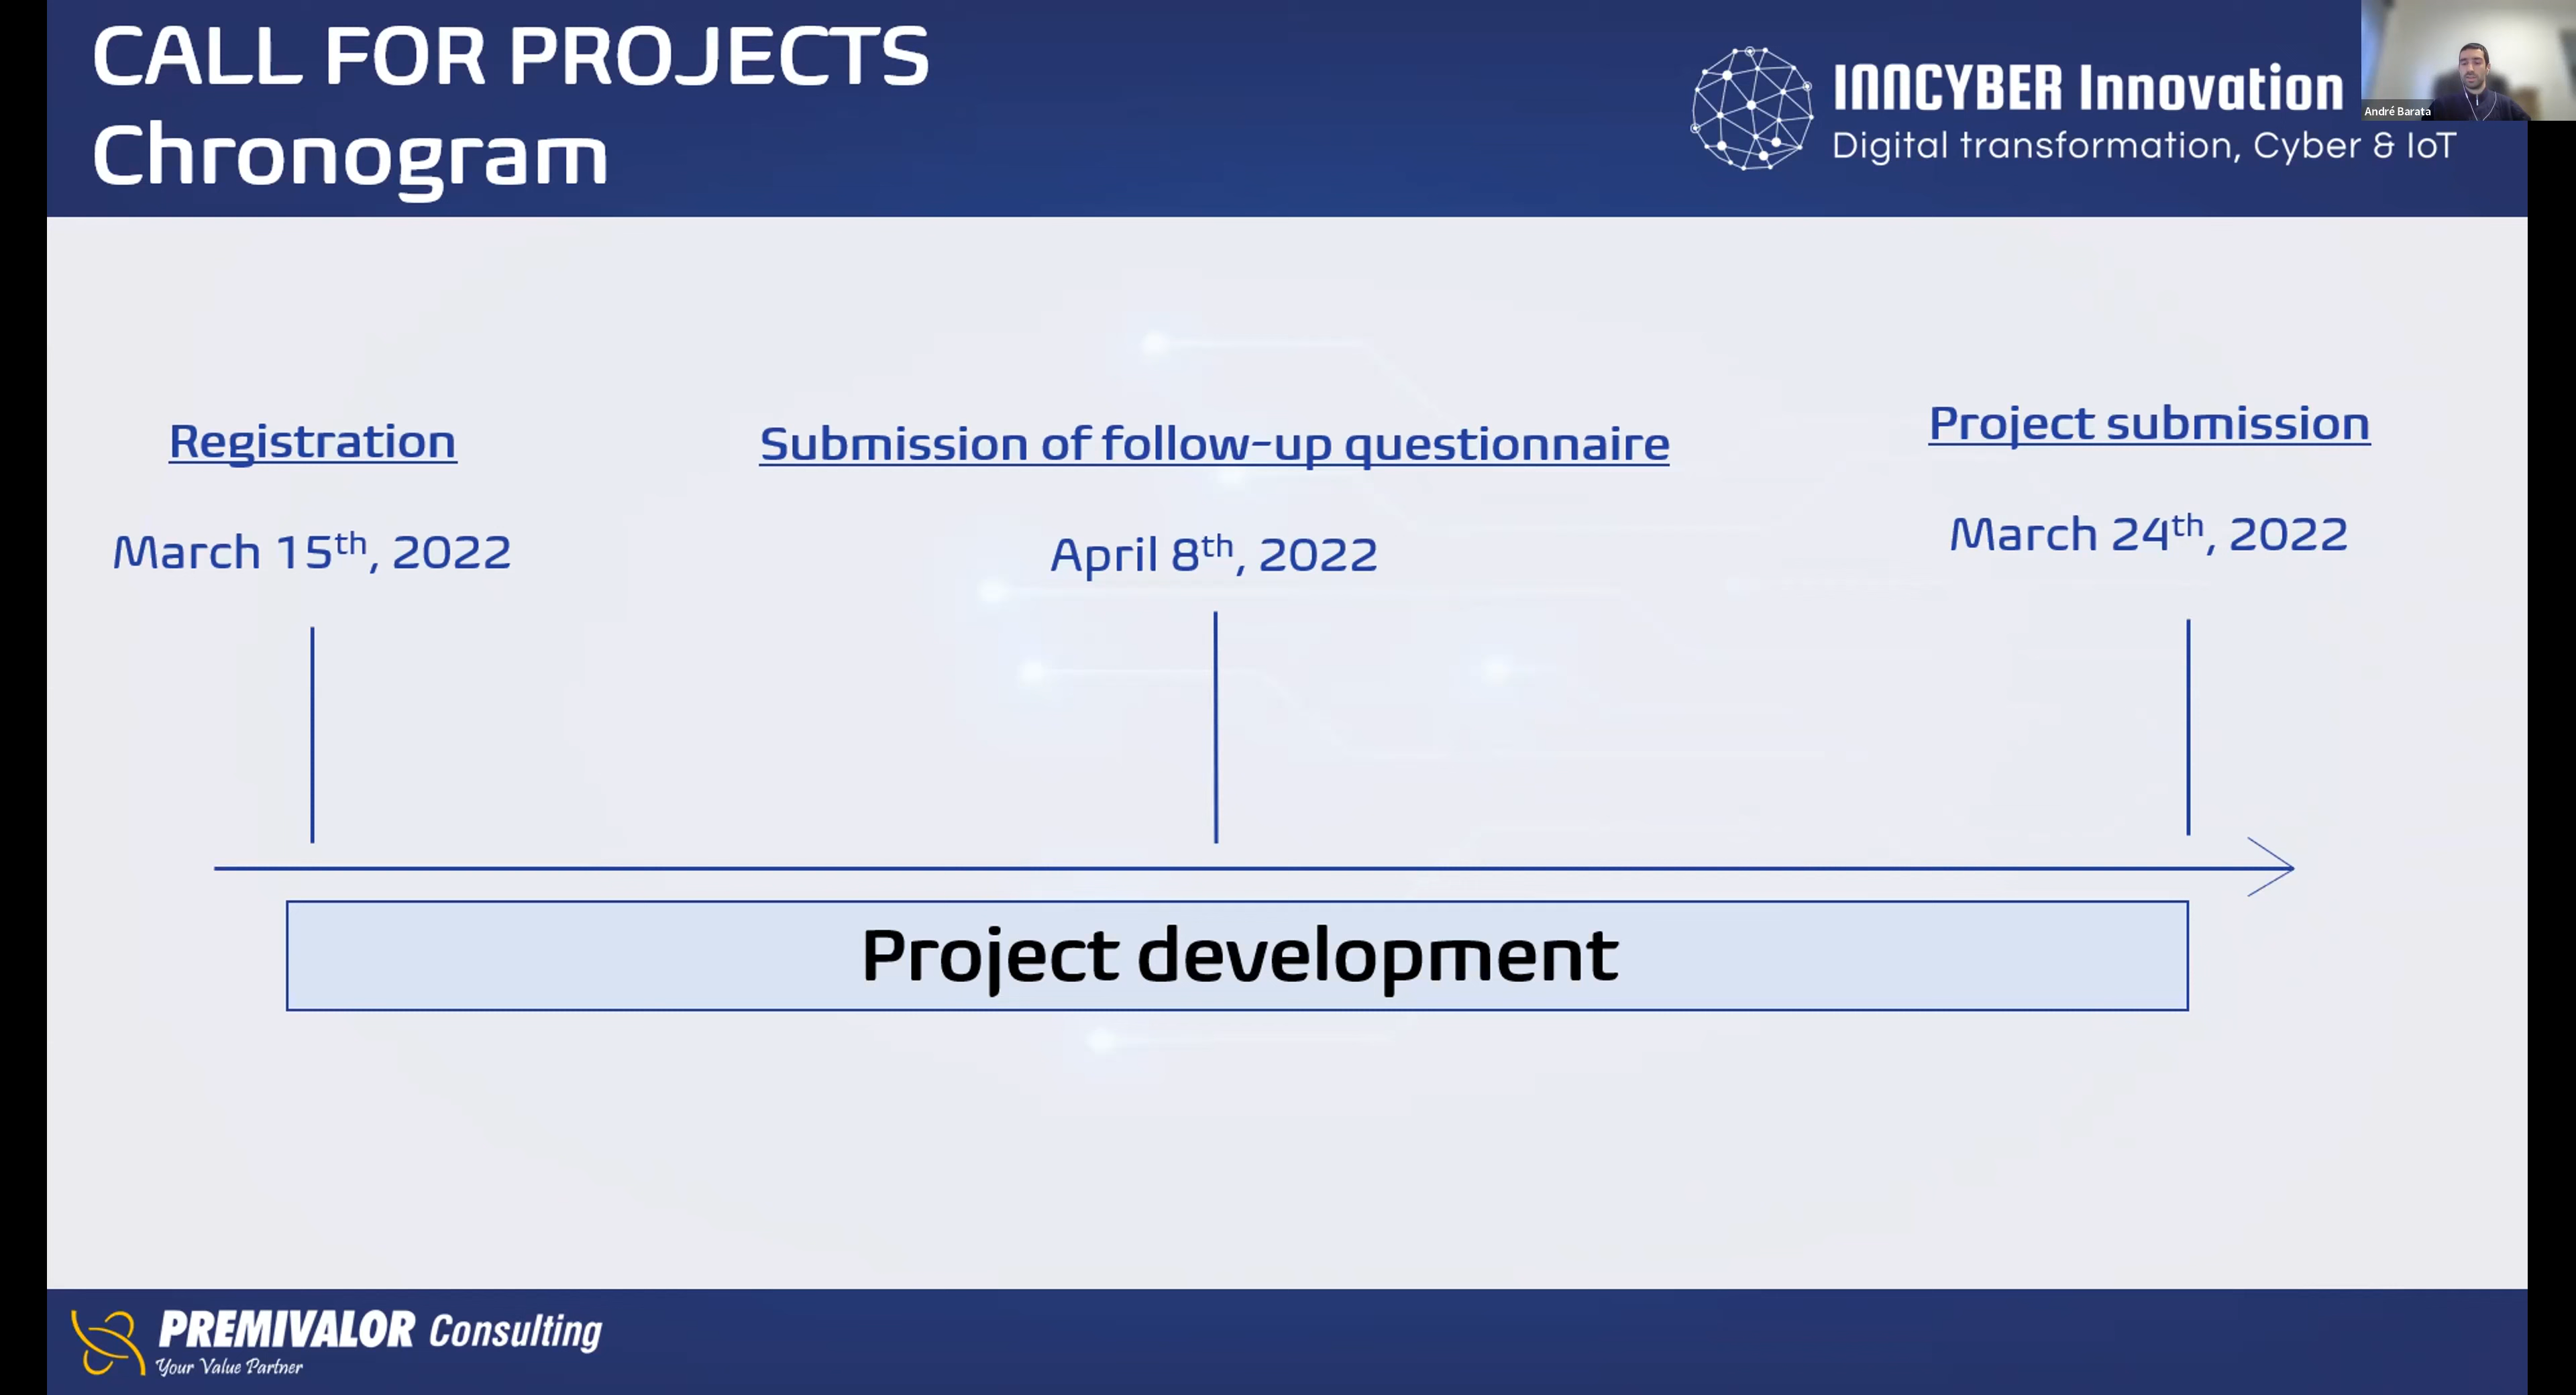 CALL FOR PROJECTS
Chronogram
INNCYBER Innovation
Digital transformation, Cyber & IoT
André Barata
Registration
March 15th, 2022
Submission of follow-up questionnaire
April 8th, 2022
Project submission
March 24th, 2022
Project development
PREMIVALOR Consulting
Your Value Partner